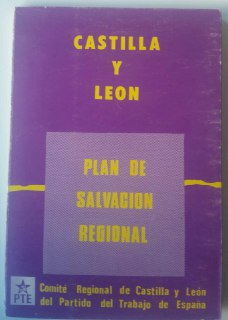 CASTILLA
Y
LEON
PLAN DE
SALVACION
REGIONAL
PTE
Comité Regional de Castilla y León
del Partido del Trabajo de España